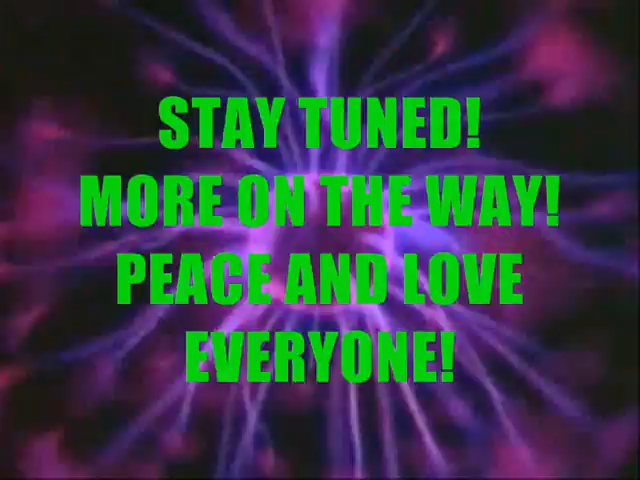 STAY TUNED!
MORE ON THE WAY!
PEACE AND LOVE
EVERYONE!